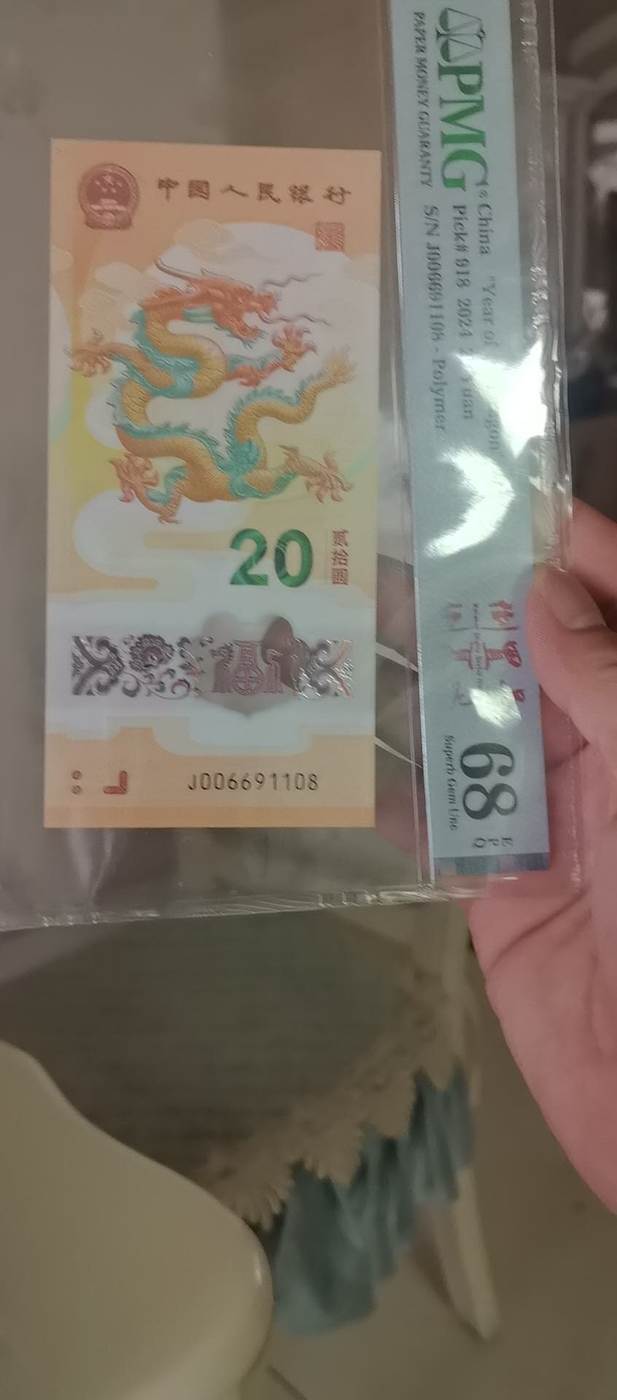 中国人民银行
20
贰拾圆
J006691108
PMG
PAPER MONEY GUARANTY
China "Year of
Pick# 918 2024
S/N J006691108 - Polymer
68
EPQ
Superb Gem Unc